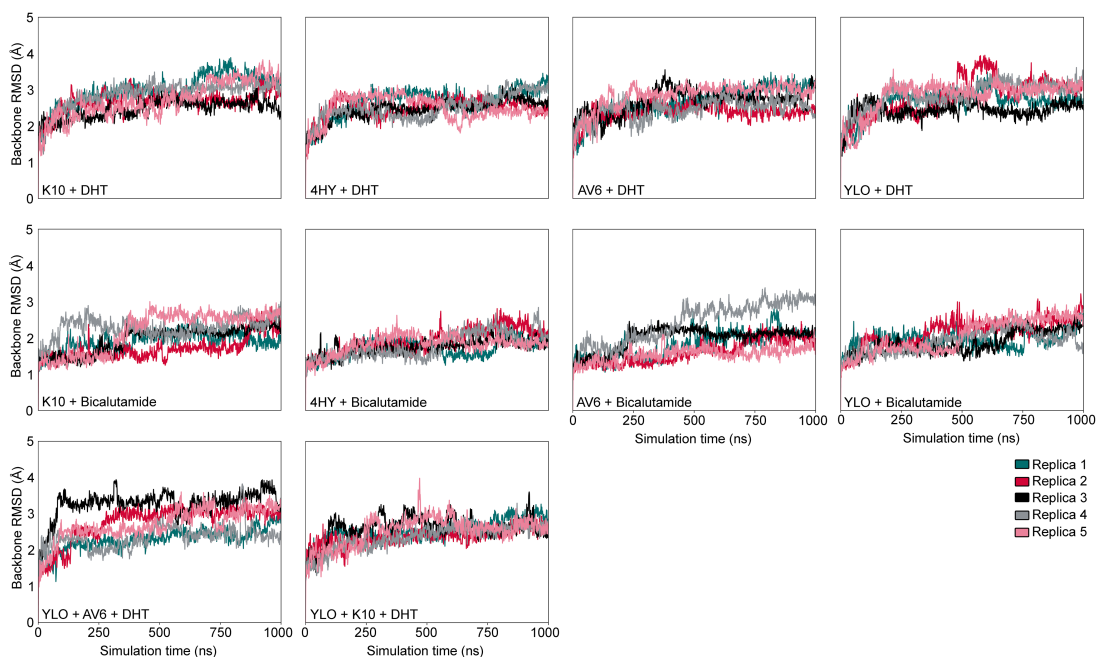 5
4
3
2
1
0
Backbone RMSD (Å)
K10 + DHT
4HY + DHT
AV6 + DHT
YLO + DHT
5
4
3
2
1
0
Backbone RMSD (Å)
K10 + Bicalutamide
4HY + Bicalutamide
AV6 + Bicalutamide
YLO + Bicalutamide
0 250 500 750 1000
Simulation time (ns)
0 250 500 750 1000
Simulation time (ns)
5
4
3
2
1
0
Backbone RMSD (Å)
YLO + AV6 + DHT
YLO + K10 + DHT
0 250 500 750 1000
Simulation time (ns)
0 250 500 750 1000
Simulation time (ns)
Replica 1
Replica 2
Replica 3
Replica 4
Replica 5